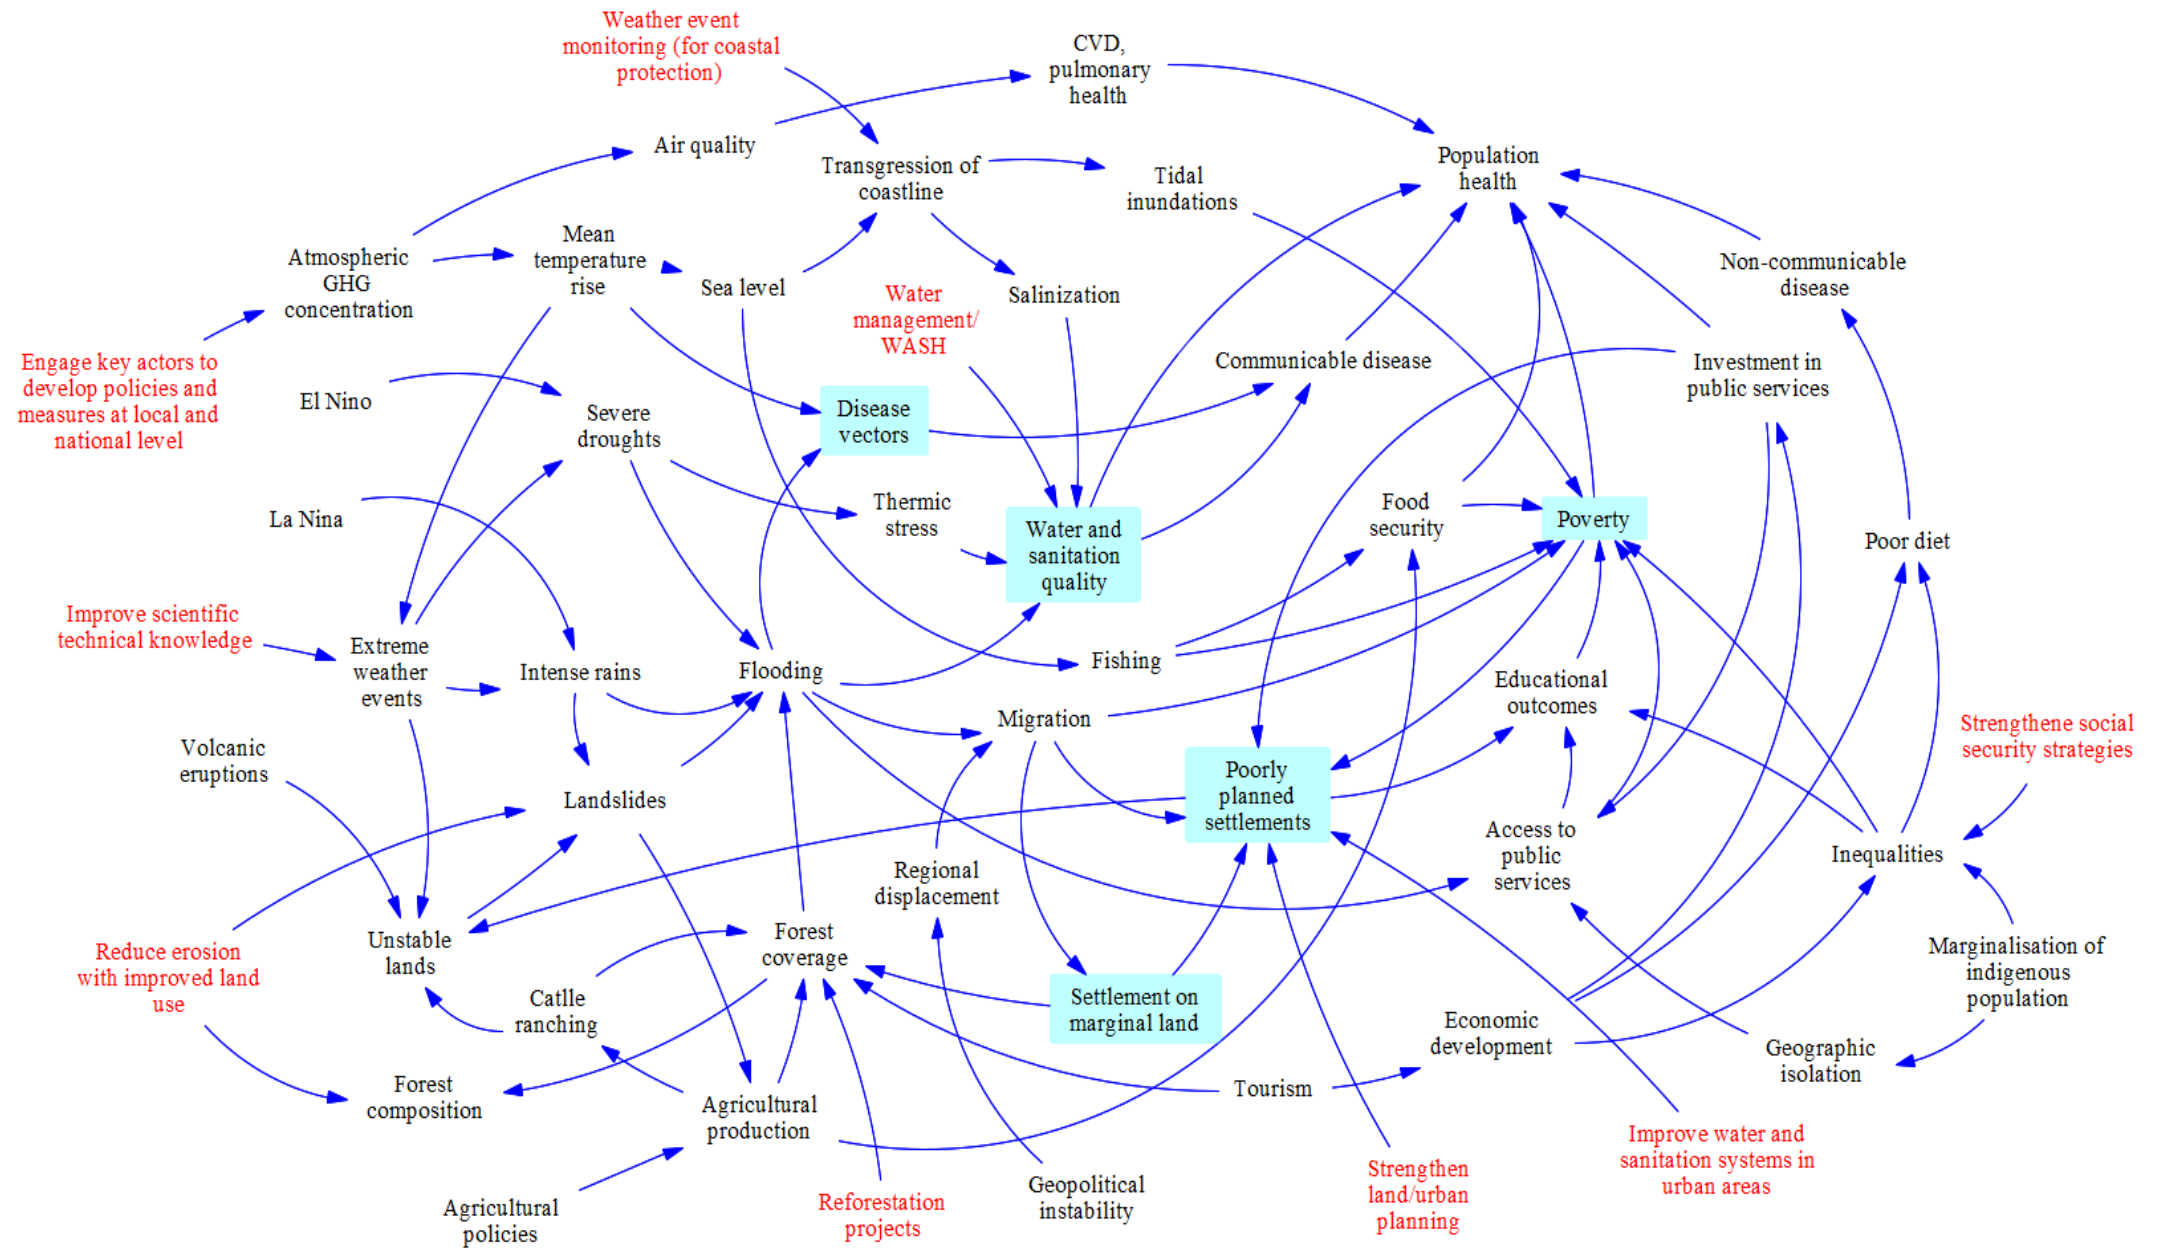 Weather event
monitoring (for coastal
protection)
CVD,
pulmonary
health
Air quality
Transgression of
coastline
Tidal
inundations
Population
health
Atmospheric
GHG
concentration
Mean
temperature
rise
Sea level
Salinization
Non-communicable
disease
Water
management/
WASH
Engage key actors to
develop policies and
measures at local and
national level
El Nino
Severe
droughts
Disease
vectors
Communicable disease
Investment in
public services
La Nina
Thermic
stress
Water and
sanitation
quality
Food
security
Poverty
Poor diet
Improve scientific
technical knowledge
Extreme
weather
events
Intense rains
Flooding
Fishing
Migration
Educational
outcomes
Strengthene social
security strategies
Volcanic
eruptions
Landslides
Poorly
planned
settlements
Access to
public
services
Inequalities
Regional
displacement
Reduce erosion
with improved land
use
Unstable
lands
Forest
coverage
Catlle
ranching
Settlement on
marginal land
Marginalisation of
indigenous
population
Economic
development
Geographic
isolation
Forest
composition
Agricultural
production
Tourism
Agricultural
policies
Reforestation
projects
Geopolitical
instability
Strengthen
land/urban
planning
Improve water and
sanitation systems in
urban areas